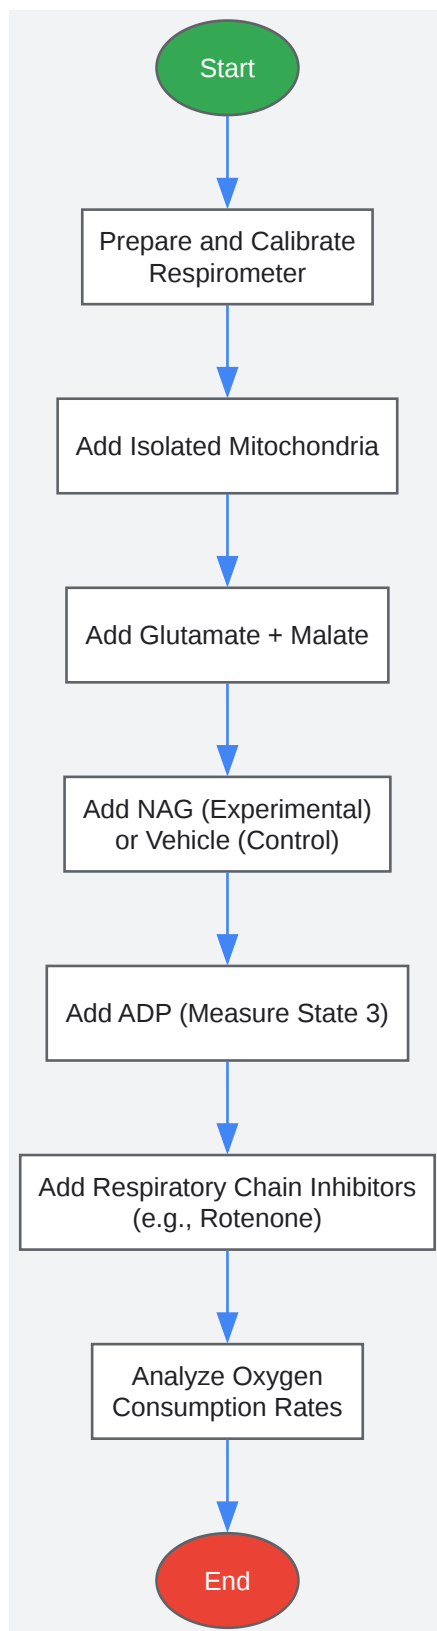 Start
Prepare and Calibrate
Respirometer
Add Isolated Mitochondria
Add Glutamate + Malate
Add NAG (Experimental)
or Vehicle (Control)
Add ADP (Measure State 3)
Add Respiratory Chain Inhibitors
(e.g., Rotenone)
Analyze Oxygen
Consumption Rates
End